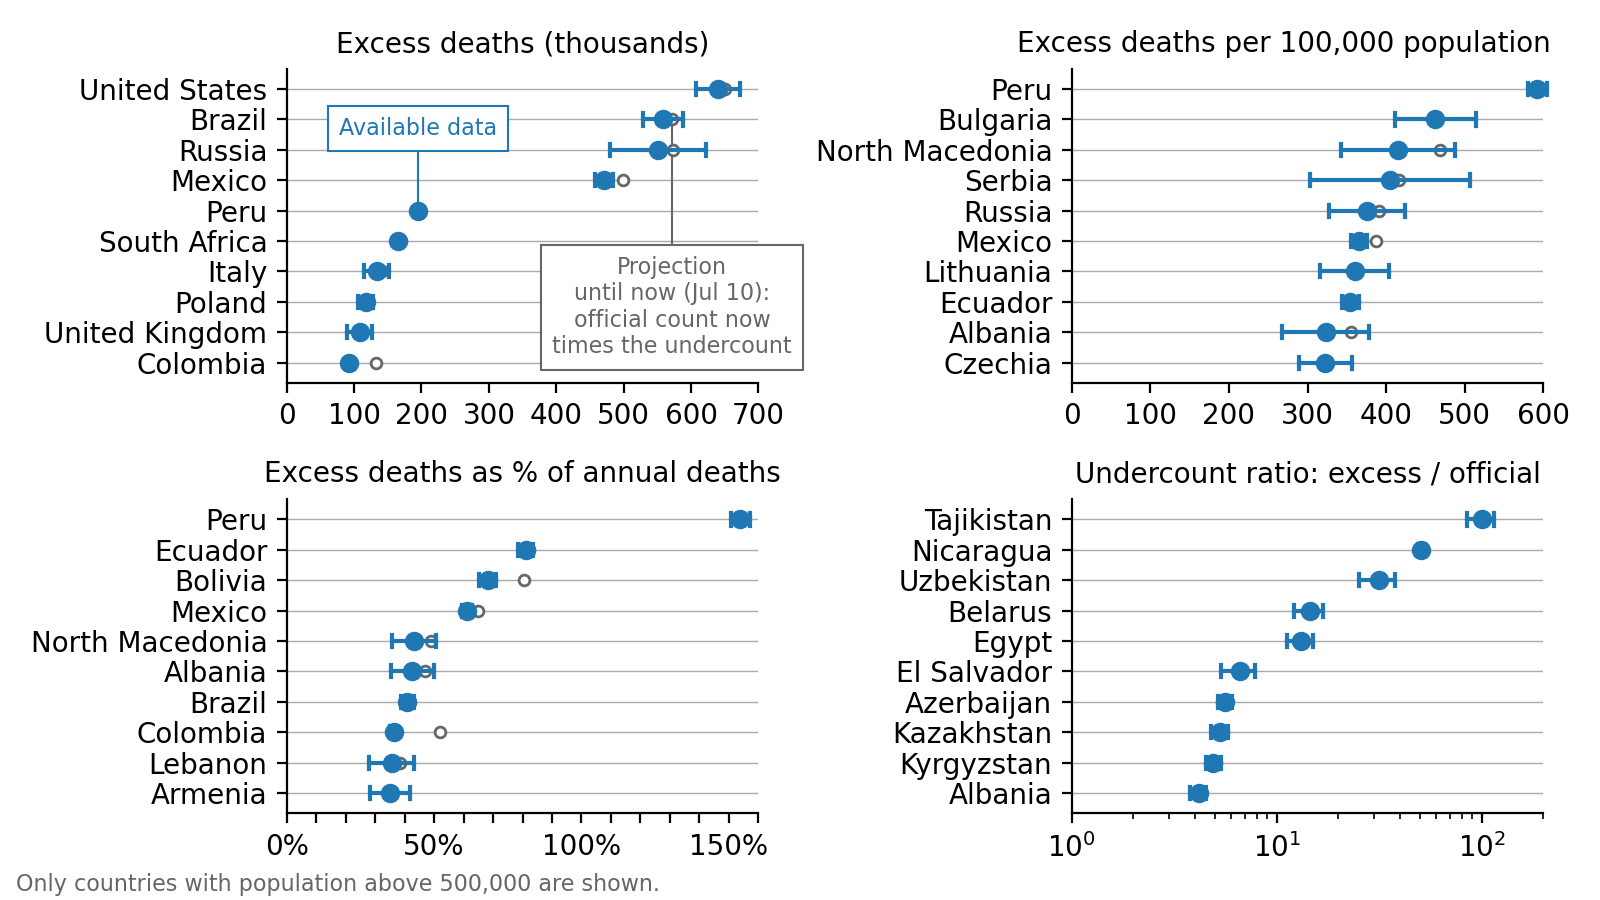 Excess deaths (thousands)
United States
Brazil
Russia
Mexico
Peru
South Africa
Italy
Poland
United Kingdom
Colombia
Available data
Projection
until now (Jul 10):
official count now
times the undercount
0 100 200 300 400 500 600 700
Excess deaths per 100,000 population
Peru
Bulgaria
North Macedonia
Serbia
Russia
Mexico
Lithuania
Ecuador
Albania
Czechia
0 100 200 300 400 500 600
Excess deaths as % of annual deaths
Peru
Ecuador
Bolivia
Mexico
North Macedonia
Albania
Brazil
Colombia
Lebanon
Armenia
0% 50% 100% 150%
Undercount ratio: excess / official
Tajikistan
Nicaragua
Uzbekistan
Belarus
Egypt
El Salvador
Azerbaijan
Kazakhstan
Kyrgyzstan
Albania
10⁰ 10¹ 10²
Only countries with population above 500,000 are shown.